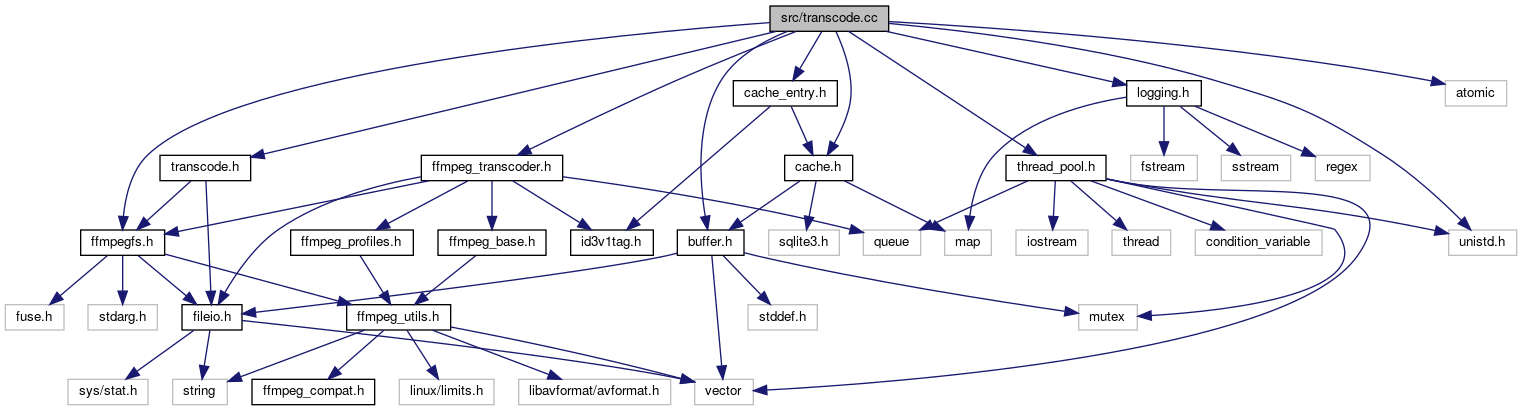 src/transcode.cc
cache_entry.h
logging.h
atomic
transcode.h
ffmpeg_transcoder.h
cache.h
thread_pool.h
fstream
sstream
regex
ffmpegfs.h
ffmpeg_profiles.h
ffmpeg_base.h
id3v1tag.h
buffer.h
sqlite3.h
queue
map
iostream
thread
condition_variable
unistd.h
fuse.h
stdarg.h
fileio.h
ffmpeg_utils.h
stddef.h
mutex
sys/stat.h
string
ffmpeg_compat.h
linux/limits.h
libavformat/avformat.h
vector